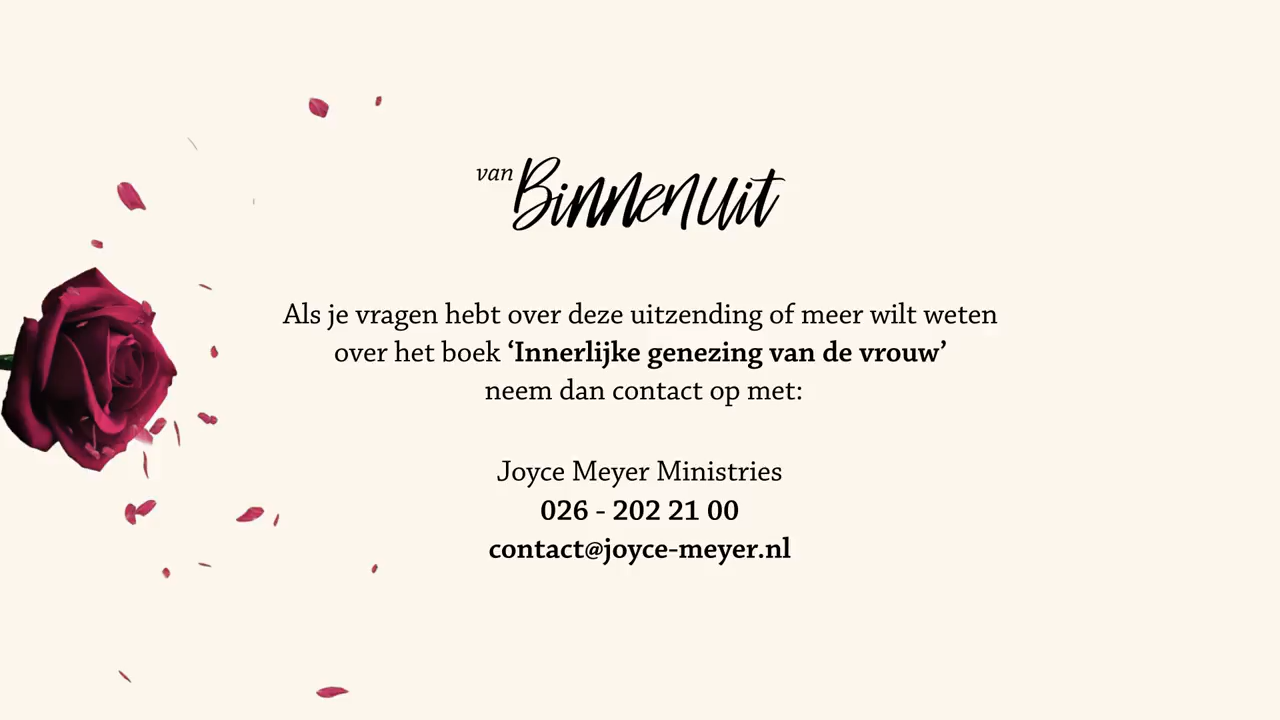 van Binnenuit
Als je vragen hebt over deze uitzending of meer wilt weten
over het boek ‘Innerlijke genezing van de vrouw’
neem dan contact op met:
Joyce Meyer Ministries
026 - 202 21 00
contact@joyce-meyer.nl